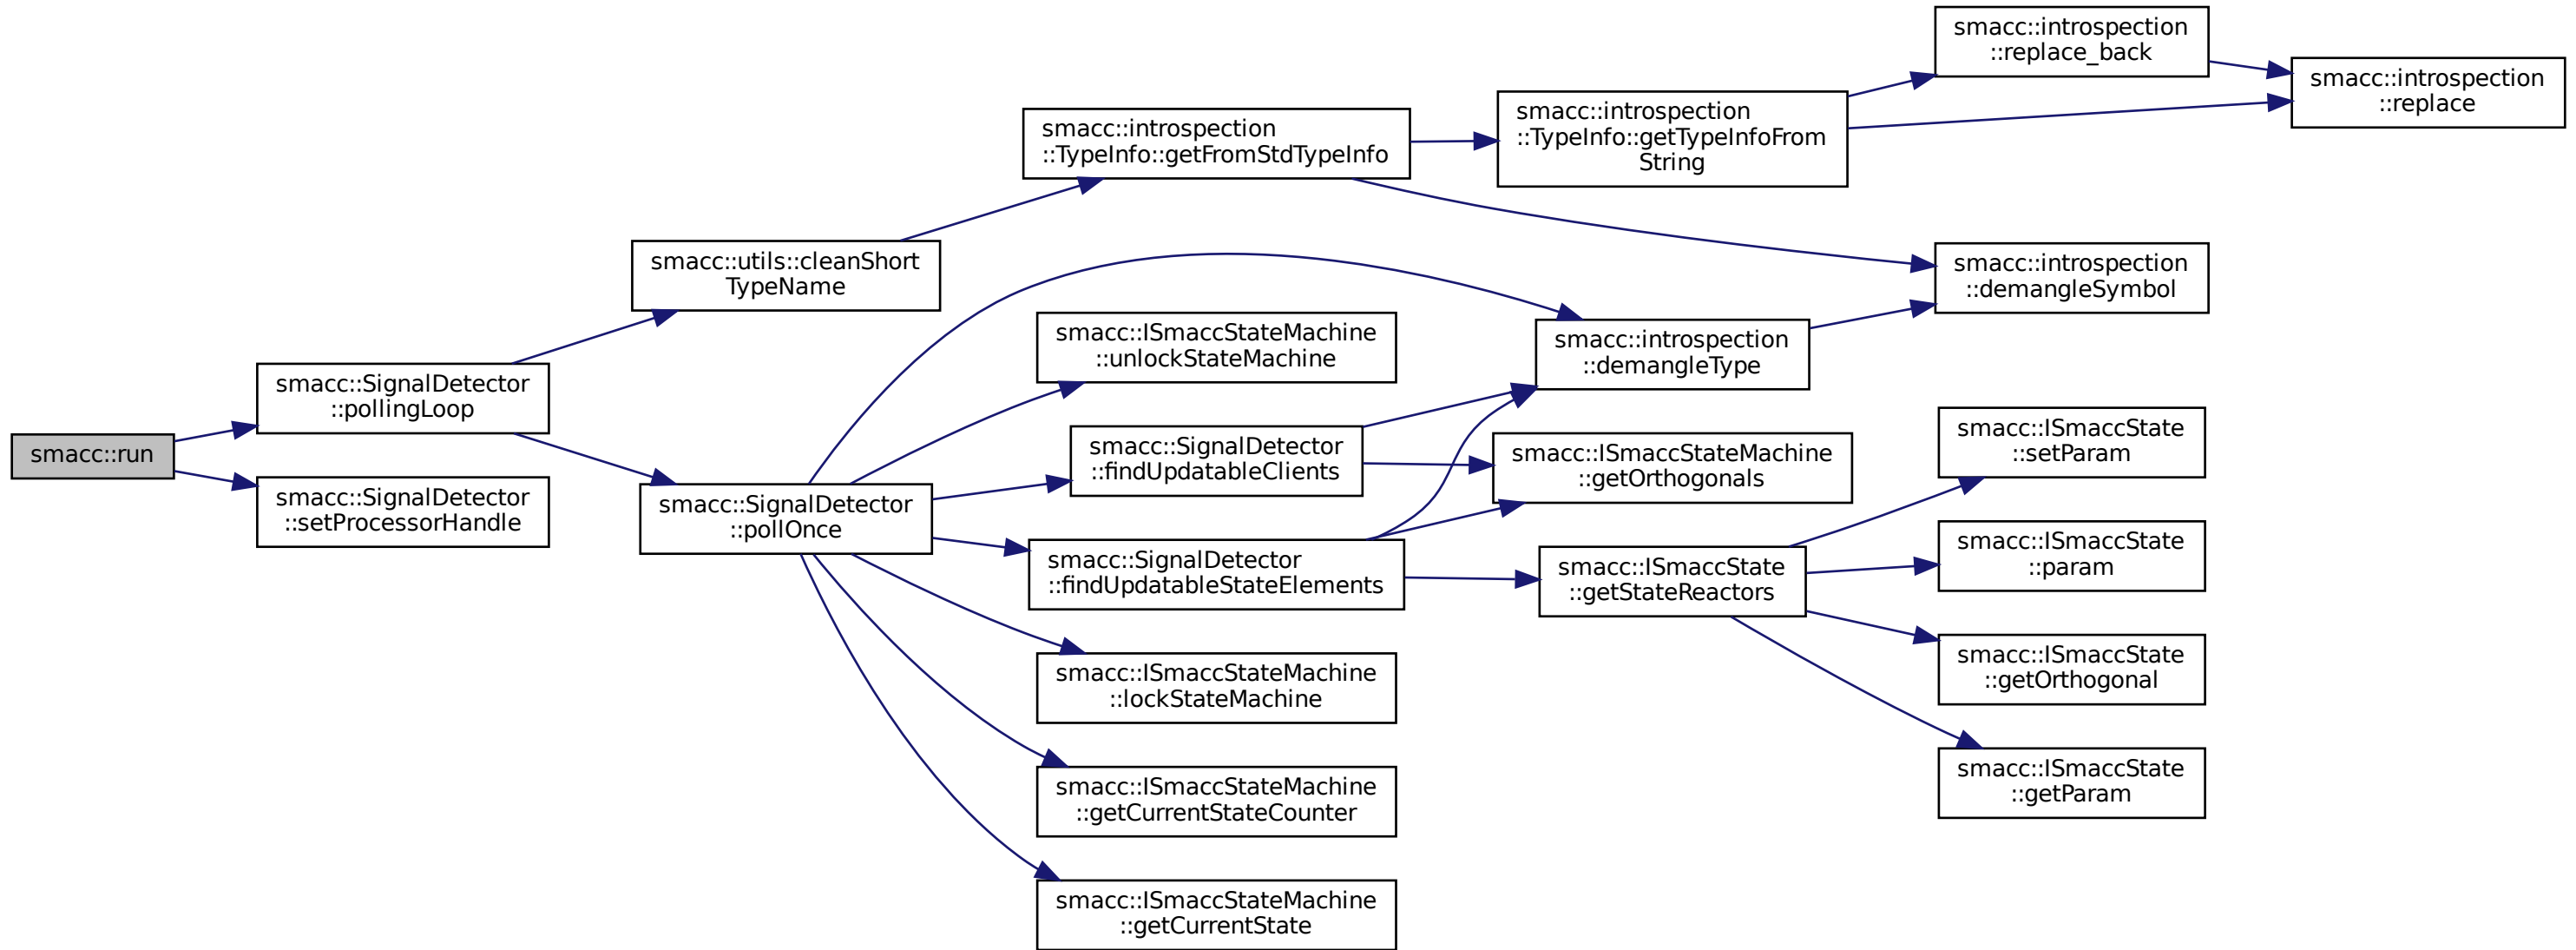 smacc::run
smacc::SignalDetector
::pollingLoop
smacc::SignalDetector
::setProcessorHandle
smacc::utils::cleanShort
TypeName
smacc::SignalDetector
::pollOnce
smacc::introspection
::TypeInfo::getFromStdTypeInfo
smacc::ISmaccStateMachine
::unlockStateMachine
smacc::SignalDetector
::findUpdatableClients
smacc::SignalDetector
::findUpdatableStateElements
smacc::ISmaccStateMachine
::lockStateMachine
smacc::ISmaccStateMachine
::getCurrentStateCounter
smacc::ISmaccStateMachine
::getCurrentState
smacc::introspection
::TypeInfo::getTypeInfoFrom
String
smacc::introspection
::demangleType
smacc::ISmaccStateMachine
::getOrthogonals
smacc::ISmaccState
::getStateReactors
smacc::introspection
::replace_back
smacc::introspection
::demangleSymbol
smacc::ISmaccState
::setParam
smacc::ISmaccState
::param
smacc::ISmaccState
::getOrthogonal
smacc::ISmaccState
::getParam
smacc::introspection
::replace